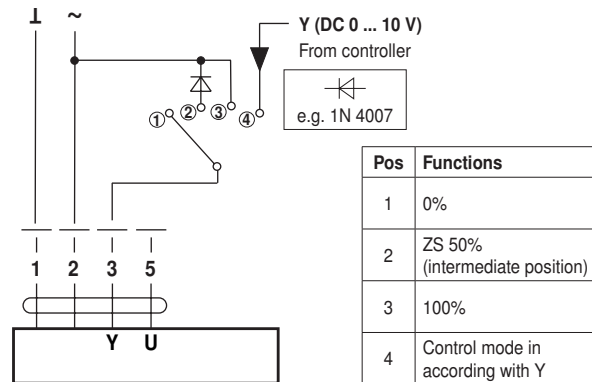 ⊥ ~
Y (DC 0 ... 10 V)
From controller
e.g. 1N 4007
① ② ③ ④
Pos Functions
1 0%
2 ZS 50%
(intermediate position)
3 100%
4 Control mode in
according with Y
1 2 3 5
Y U